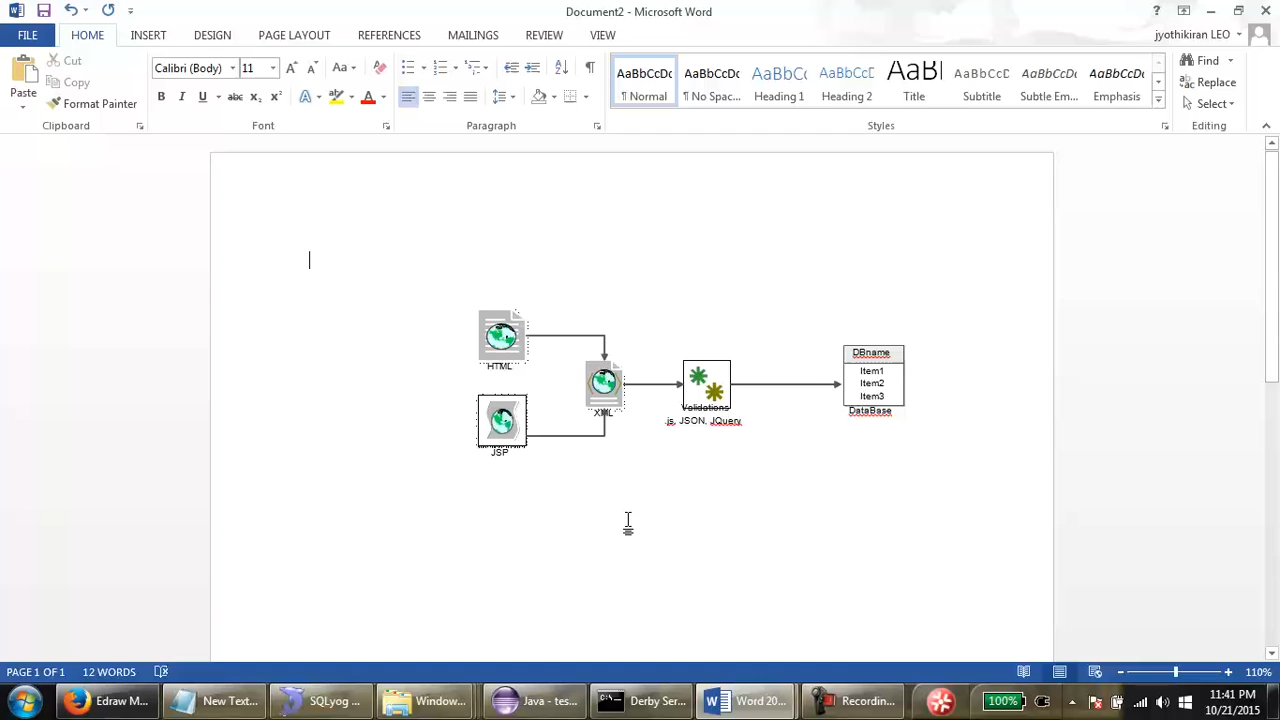 Document2 - Microsoft Word
FILE HOME INSERT DESIGN PAGE LAYOUT REFERENCES MAILINGS REVIEW VIEW
jyothikiran LEO
Paste
Cut
Copy
Format Painter
Clipboard
Calibri (Body) 11
Font
Paragraph
AaBbCcDc AaBbCcDc AaBbCc AaBbCcD AaBl AaBbCcD AaBbCcDc AaBbCcDc
¶ Normal ¶ No Spac... Heading 1 Heading 2 Title Subtitle Subtle Em... Emphasis
Styles
Find
Replace
Select
Editing
HTML
JSP
XML
Validations
js, JSON, JQuery
DBname
Item1
Item2
Item3
DataBase
PAGE 1 OF 1 12 WORDS
110%
Edraw M...
New Text...
SQLyog ...
Window...
Java - tes...
Derby Ser...
Word 20...
Recordin...
100%
11:41 PM
10/21/2015